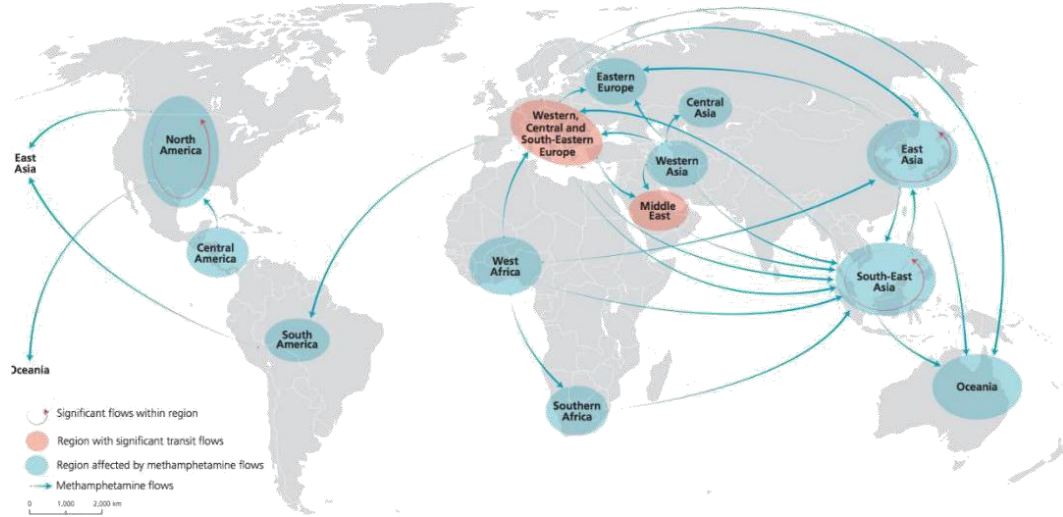 Eastern
Europe
Central
Asia
Western,
Central and
South-Eastern
Europe
North
America
East
Asia
East
Asia
Western
Asia
Middle
East
Central
America
West
Africa
South-East
Asia
South
America
Oceania
Oceania
Southern
Africa
Significant flows within region
Region with significant transit flows
Region affected by methamphetamine flows
Methamphetamine flows
0 1,000 2,000 km